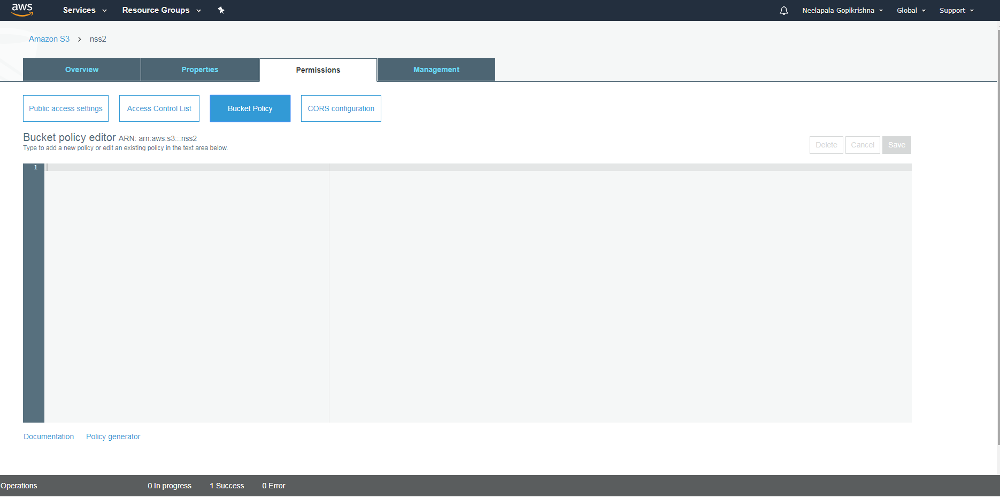 aws Services Resource Groups Neelapala Gopikrishna Global Support
Amazon S3 > nss2
Overview Properties Permissions Management
Public access settings Access Control List Bucket Policy CORS configuration
Bucket policy editor ARN: arn:aws:s3:::nss2
Type to add a new policy or edit an existing policy in the text area below.
Delete Cancel Save
1
Documentation Policy generator
Operations 0 In progress 1 Success 0 Error